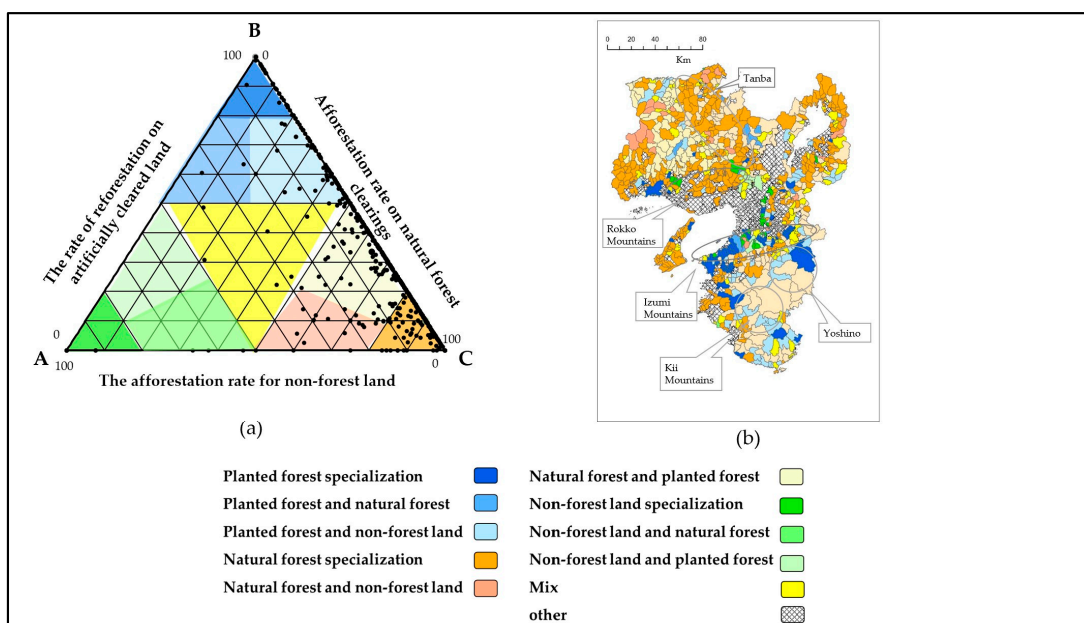 (a)
B
100
0
The rate of reforestation on
artificially cleared land
Afforestation rate on natural forest
clearings
0
100
A
C
100
0
The afforestation rate for non-forest land
(a)
(b)
0 20 40 80
Km
Tanba
Rokko
Mountains
Izumi
Mountains
Yoshino
Kii
Mountains
(b)
Planted forest specialization
Planted forest and natural forest
Planted forest and non-forest land
Natural forest specialization
Natural forest and non-forest land
Natural forest and planted forest
Non-forest land specialization
Non-forest land and natural forest
Non-forest land and planted forest
Mix
other